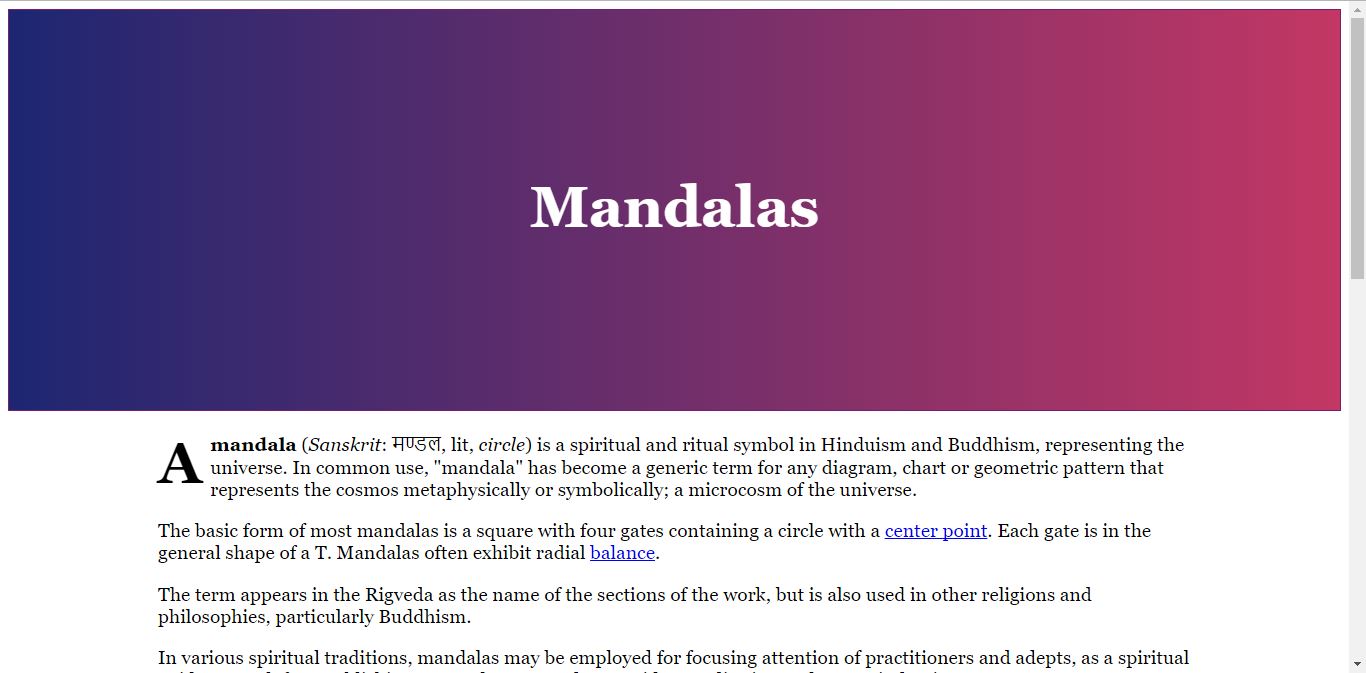 Mandalas
A mandala (Sanskrit: मण्डल, lit, circle) is a spiritual and ritual symbol in Hinduism and Buddhism, representing the
universe. In common use, "mandala" has become a generic term for any diagram, chart or geometric pattern that
represents the cosmos metaphysically or symbolically; a microcosm of the universe.
The basic form of most mandalas is a square with four gates containing a circle with a center point. Each gate is in the
general shape of a T. Mandalas often exhibit radial balance.
The term appears in the Rigveda as the name of the sections of the work, but is also used in other religions and
philosophies, particularly Buddhism.
In various spiritual traditions, mandalas may be employed for focusing attention of practitioners and adepts, as a spiritual